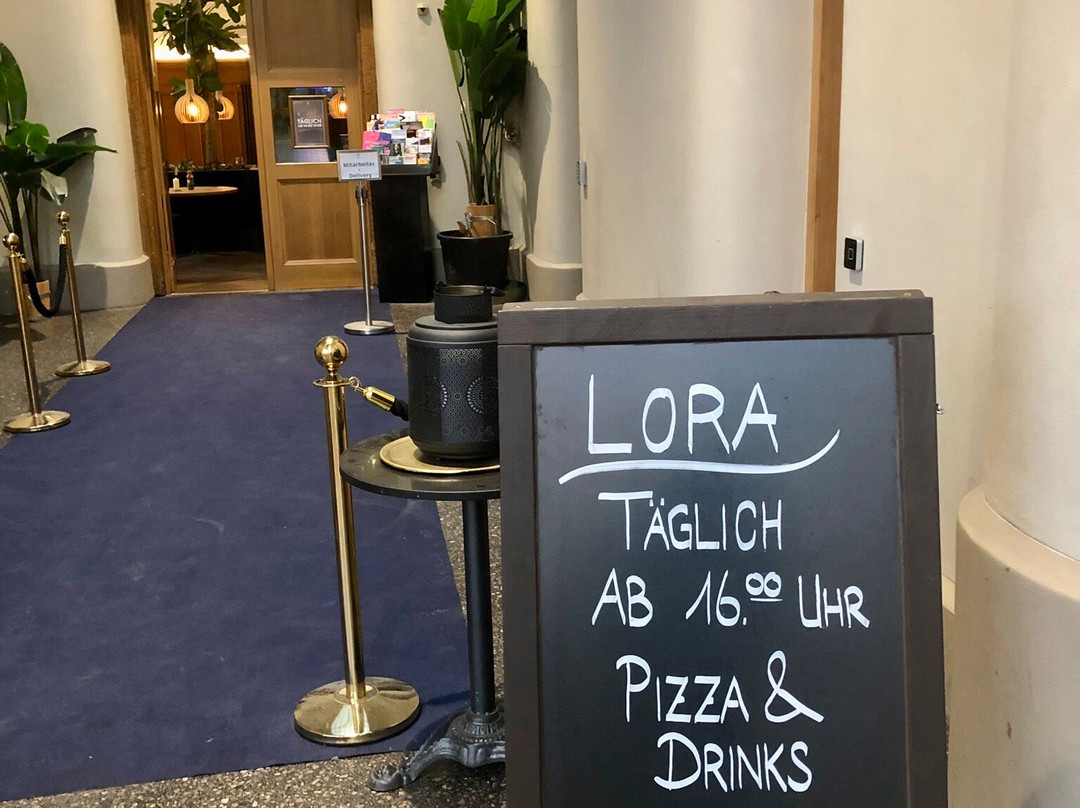 TÄGLICH
Mitarbeiter
Delivery
LORA
TÄGLICH
AB 16.00 UHR
PIZZA &
DRINKS